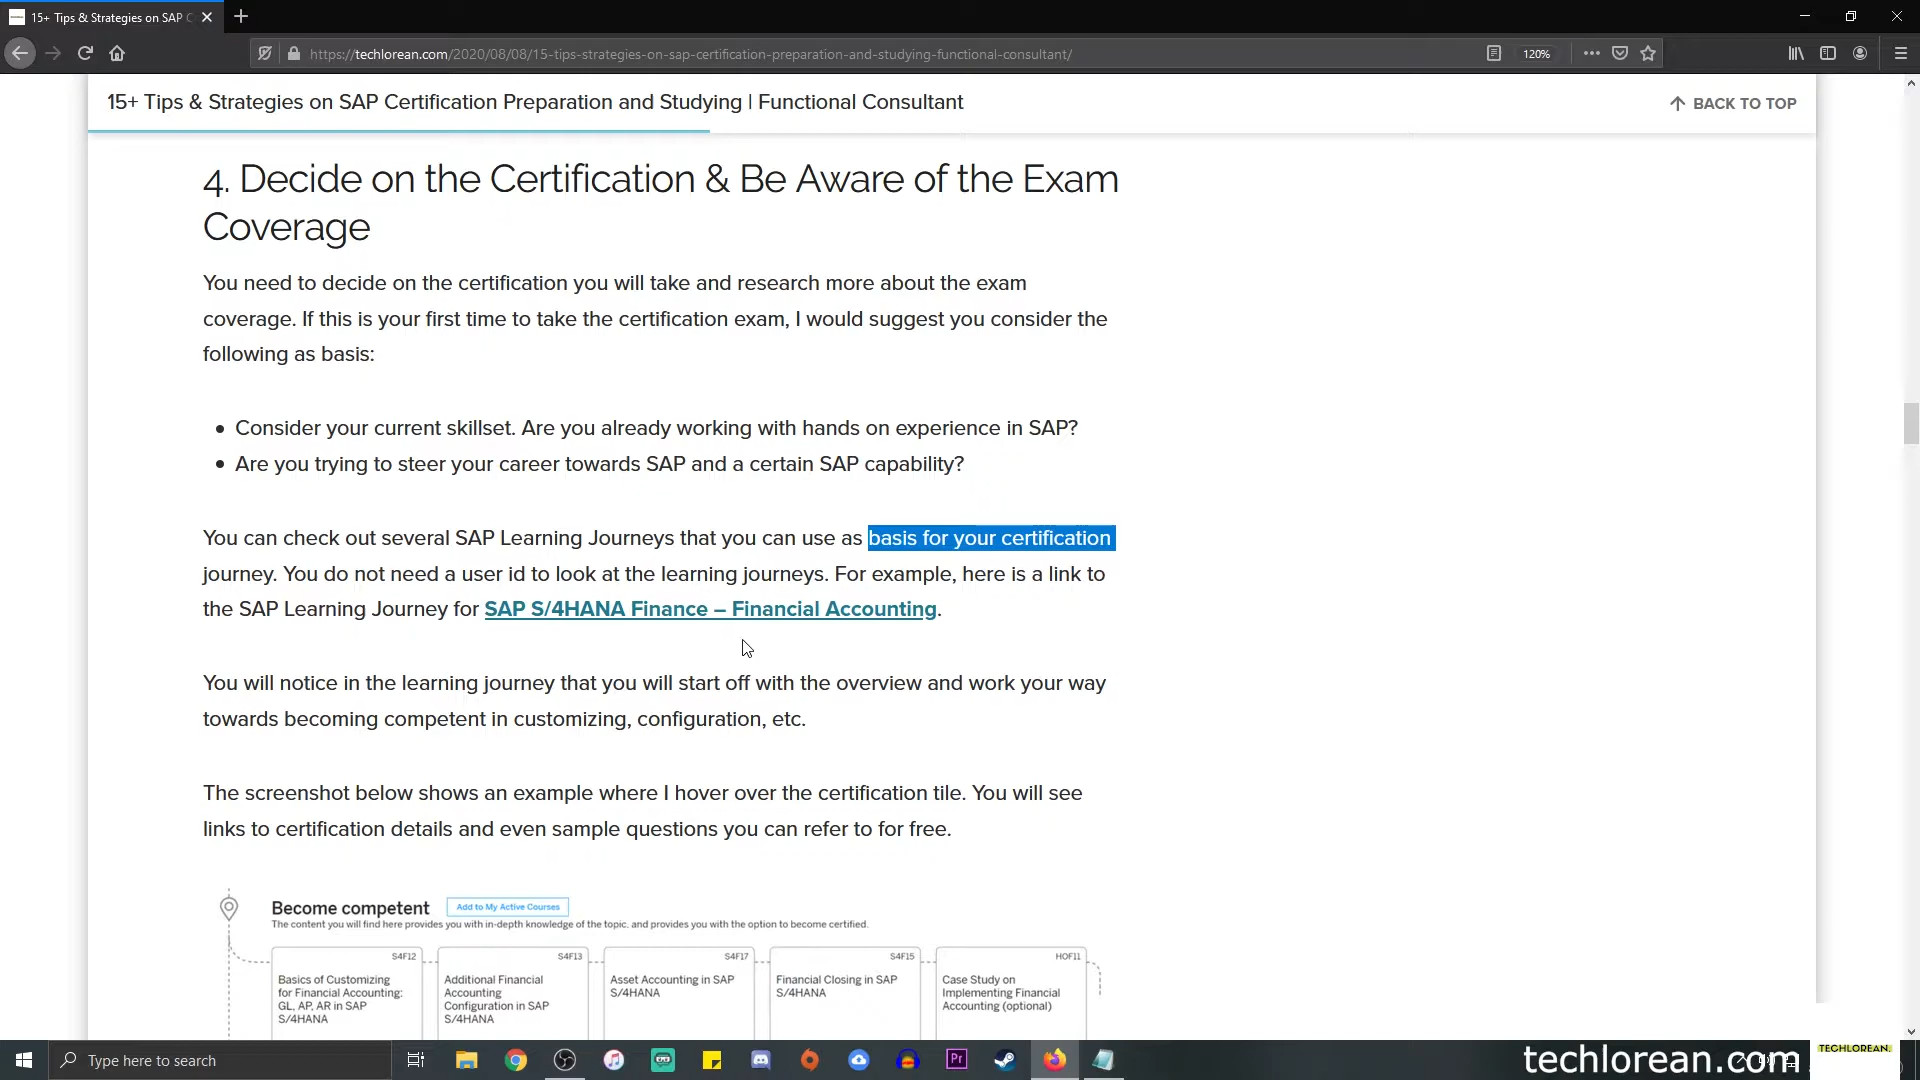 15+ Tips & Strategies on SAP C
https://techlorean.com/2020/08/08/15-tips-strategies-on-sap-certification-preparation-and-studying-functional-consultant/
120%
15+ Tips & Strategies on SAP Certification Preparation and Studying | Functional Consultant
BACK TO TOP
4. Decide on the Certification & Be Aware of the Exam
Coverage
You need to decide on the certification you will take and research more about the exam
coverage. If this is your first time to take the certification exam, I would suggest you consider the
following as basis:
• Consider your current skillset. Are you already working with hands on experience in SAP?
• Are you trying to steer your career towards SAP and a certain SAP capability?
You can check out several SAP Learning Journeys that you can use as basis for your certification
journey. You do not need a user id to look at the learning journeys. For example, here is a link to
the SAP Learning Journey for SAP S/4HANA Finance – Financial Accounting.
You will notice in the learning journey that you will start off with the overview and work your way
towards becoming competent in customizing, configuration, etc.
The screenshot below shows an example where I hover over the certification tile. You will see
links to certification details and even sample questions you can refer to for free.
Become competent
Add to My Active Courses
The content you will find here provides you with in-depth knowledge of the topic, and provides you with the option to become certified.
S4F12
Basics of Customizing
for Financial Accounting:
GL, AP, AR in SAP
S/4HANA
S4F13
Additional Financial
Accounting
Configuration in SAP
S/4HANA
S4F17
Asset Accounting in SAP
S/4HANA
S4F15
Financial Closing in SAP
S/4HANA
HOF11
Case Study on
Implementing Financial
Accounting (optional)
Type here to search
Pr
techlorean.com
TECHLOREAN.